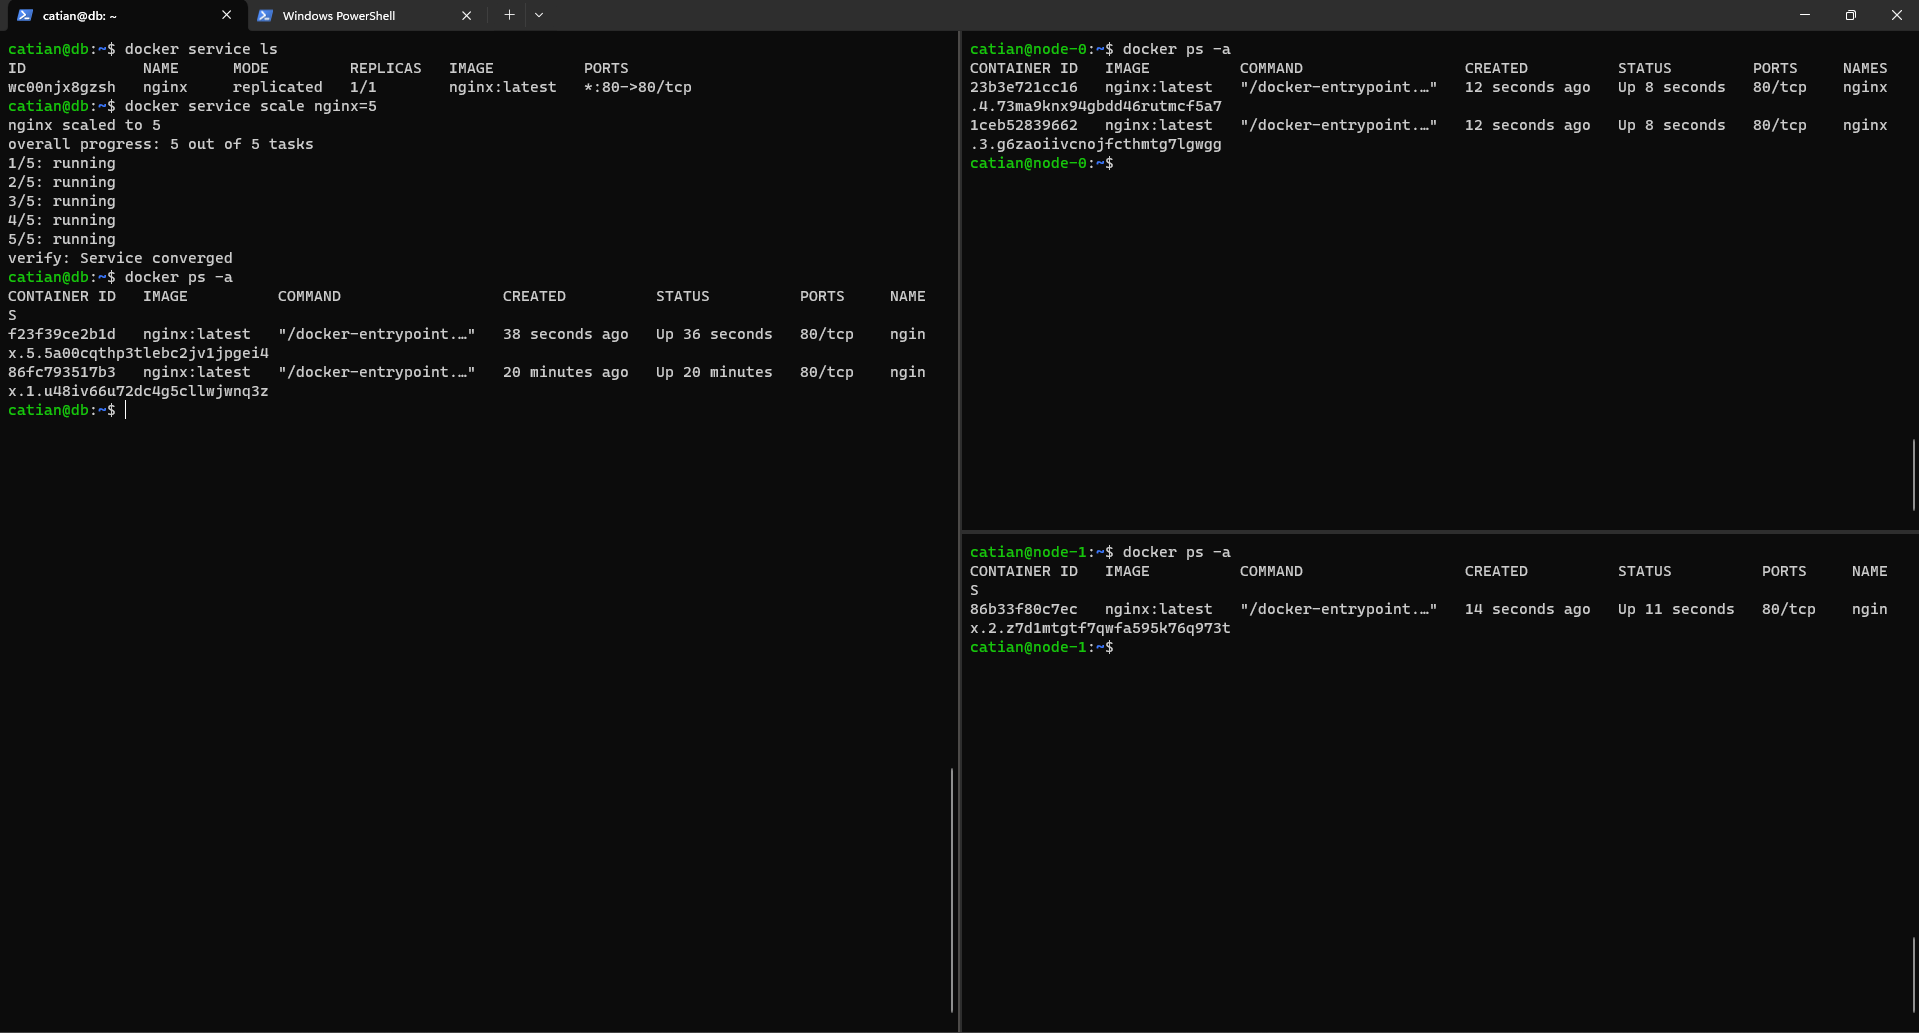 catian@db: ~
Windows PowerShell
catian@db:~$ docker service ls
ID             NAME      MODE         REPLICAS   IMAGE          PORTS
wc00njx8gzsh   nginx     replicated   1/1        nginx:latest   *:80->80/tcp
catian@db:~$ docker service scale nginx=5
nginx scaled to 5
overall progress: 5 out of 5 tasks
1/5: running
2/5: running
3/5: running
4/5: running
5/5: running
verify: Service converged
catian@db:~$ docker ps -a
CONTAINER ID   IMAGE          COMMAND                  CREATED          STATUS          PORTS     NAME
S
f23f39ce2b1d   nginx:latest   "/docker-entrypoint.…"   38 seconds ago   Up 36 seconds   80/tcp    ngin
x.5.5a00cqthp3tlebc2jv1jpgei4
86fc793517b3   nginx:latest   "/docker-entrypoint.…"   20 minutes ago   Up 20 minutes   80/tcp    ngin
x.1.u48iv66u72dc4g5cllwjwnq3z
catian@db:~$
catian@node-0:~$ docker ps -a
CONTAINER ID   IMAGE          COMMAND                  CREATED          STATUS         PORTS     NAMES
23b3e721cc16   nginx:latest   "/docker-entrypoint.…"   12 seconds ago   Up 8 seconds   80/tcp    nginx
.4.73ma9knx94gbdd46rutmcf5a7
1ceb52839662   nginx:latest   "/docker-entrypoint.…"   12 seconds ago   Up 8 seconds   80/tcp    nginx
.3.g6zaoiivcnojfcthmtg7lgwgg
catian@node-0:~$
catian@node-1:~$ docker ps -a
CONTAINER ID   IMAGE          COMMAND                  CREATED          STATUS          PORTS     NAME
S
86b33f80c7ec   nginx:latest   "/docker-entrypoint.…"   14 seconds ago   Up 11 seconds   80/tcp    ngin
x.2.z7d1mtgtf7qwfa595k76q973t
catian@node-1:~$